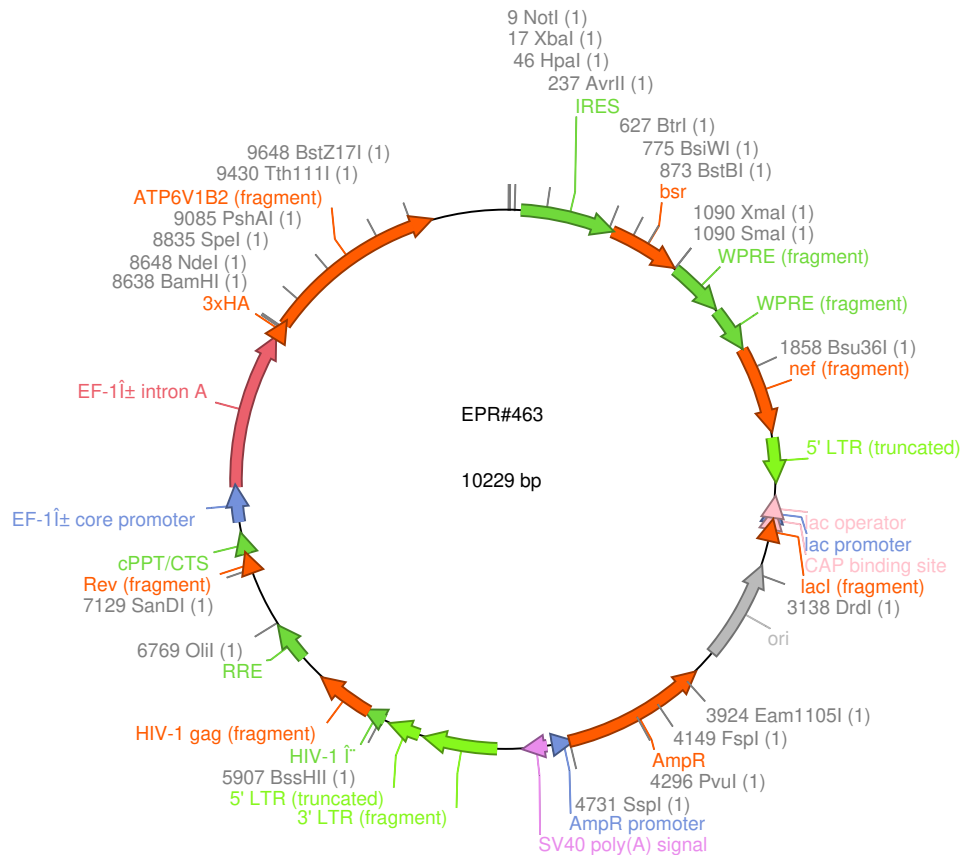 9 NotI (1)
17 XbaI (1)
46 HpaI (1)
237 AvrII (1)
IRES
627 BtrI (1)
775 BsiWI (1)
873 BstBI (1)
bsr
1090 XmaI (1)
1090 SmaI (1)
WPRE (fragment)
WPRE (fragment)
1858 Bsu36I (1)
nef (fragment)
5' LTR (truncated)
lac operator
lac promoter
CAP binding site
lacI (fragment)
3138 DrdI (1)
ori
3924 Eam1105I (1)
4149 FspI (1)
AmpR
4296 PvuI (1)
4731 SspI (1)
AmpR promoter
SV40 poly(A) signal
3' LTR (fragment)
5' LTR (truncated)
5907 BssHII (1)
HIV-1 Î¨
HIV-1 gag (fragment)
RRE
6769 OliI (1)
7129 SanDI (1)
Rev (fragment)
cPPT/CTS
EF-1Î± core promoter
EF-1Î± intron A
3xHA
8638 BamHI (1)
8648 NdeI (1)
8835 SpeI (1)
9085 PshAI (1)
ATP6V1B2 (fragment)
9430 Tth111I (1)
9648 BstZ17I (1)
EPR#463
10229 bp